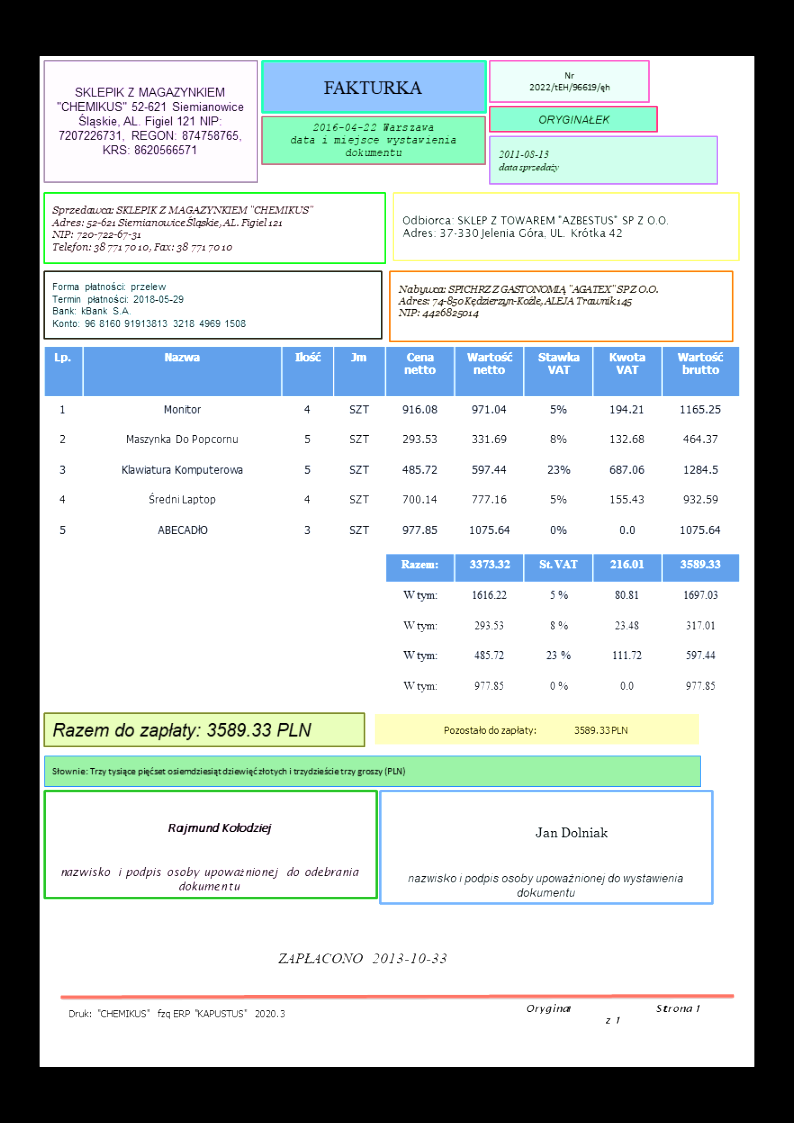 SKLEPIK Z MAGAZYNKIEM
"CHEMIKUS" 52-621 Siemianowice
Śląskie, AL. Figiel 121 NIP:
7207226731, REGON: 874758765,
KRS: 8620566571
FAKTURKA
2016-04-22 Warszawa
data i miejsce wystawienia
dokumentu
Nr
2022/tEH/96619/ęh
ORYGINAŁEK
2011-08-13
data sprzedaży
Sprzedawca: SKLEPIK Z MAGAZYNKIEM "CHEMIKUS"
Adres: 52-621 Siemianowice Śląskie, AL. Figiel 121
NIP: 720-722-67-31
Telefon: 38 771 70 10, Fax: 38 771 70 10
Odbiorca: SKLEP Z TOWAREM "AZBESTUS" SP Z O.O.
Adres: 37-330 Jelenia Góra, UL. Krótka 42
Forma płatności: przelew
Termin płatności: 2018-05-29
Bank: kBank S.A.
Konto: 96 8160 91913813 3218 4969 1508
Nabywca: SPICHRZ Z GASTONOMIĄ "AGATEX" SP Z O.O.
Adres: 74-850 Kędzierzyn-Koźle, ALEJA Trawnik 145
NIP: 4426825014
Lp. Nazwa Ilość Jm Cena netto Wartość netto Stawka VAT Kwota VAT Wartość brutto
1 Monitor 4 SZT 916.08 971.04 5% 194.21 1165.25
2 Maszynka Do Popcornu 5 SZT 293.53 331.69 8% 132.68 464.37
3 Klawiatura Komputerowa 5 SZT 485.72 597.44 23% 687.06 1284.5
4 Średni Laptop 4 SZT 700.14 777.16 5% 155.43 932.59
5 ABECADŁO 3 SZT 977.85 1075.64 0% 0.0 1075.64
Razem: 3373.32 St. VAT 216.01 3589.33
W tym: 1616.22 5 % 80.81 1697.03
W tym: 293.53 8 % 23.48 317.01
W tym: 485.72 23 % 111.72 597.44
W tym: 977.85 0 % 0.0 977.85
Razem do zapłaty: 3589.33 PLN
Pozostało do zapłaty: 3589.33 PLN
Słownie: Trzy tysiące pięćset osiemdziesiąt dziewięć złotych i trzydzieście trzy groszy (PLN)
Rajmund Kołodziej
nazwisko i podpis osoby upoważnionej do odebrania
dokumentu
Jan Dolniak
nazwisko i podpis osoby upoważnionej do wystawienia
dokumentu
ZAPŁACONO 2013-10-33
Druk: "CHEMIKUS" fzq ERP "KAPUSTUS" 2020.3
Oryginał Strona 1
z 1